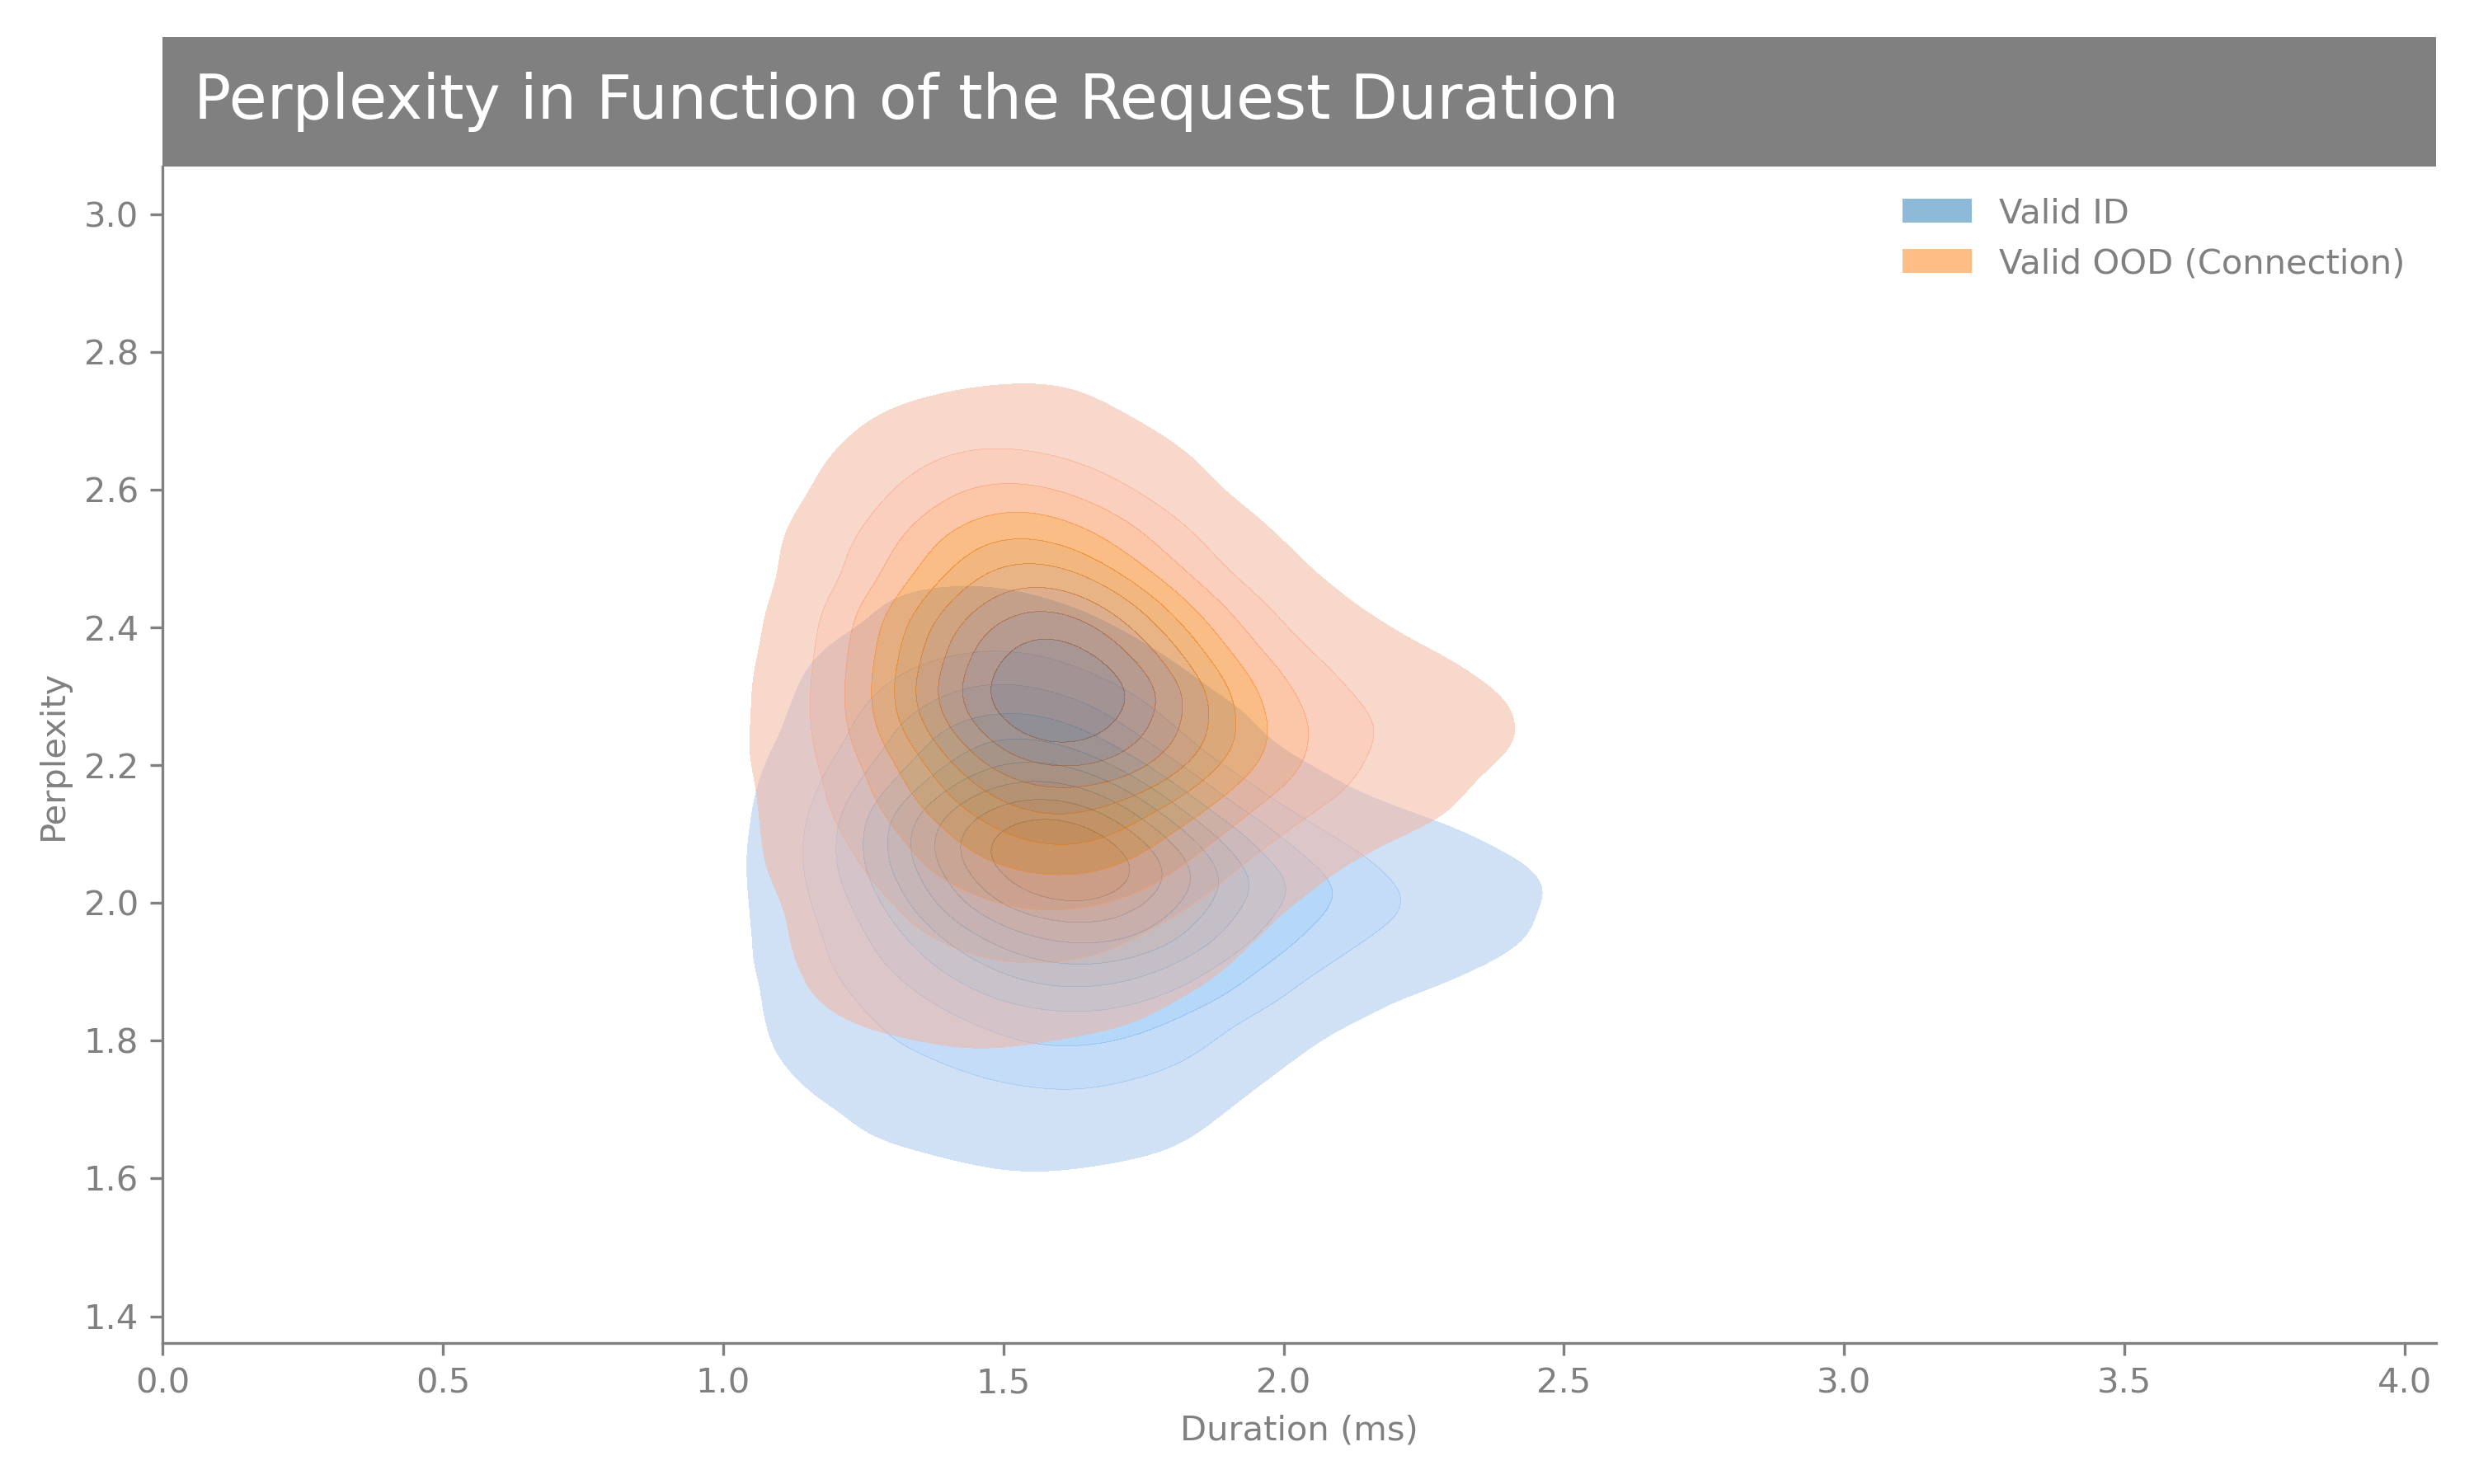 Perplexity in Function of the Request Duration
Valid ID
Valid OOD (Connection)
3.0
2.8
2.6
2.4
2.2
2.0
1.8
1.6
1.4
Perplexity
0.0 0.5 1.0 1.5 2.0 2.5 3.0 3.5 4.0
Duration (ms)